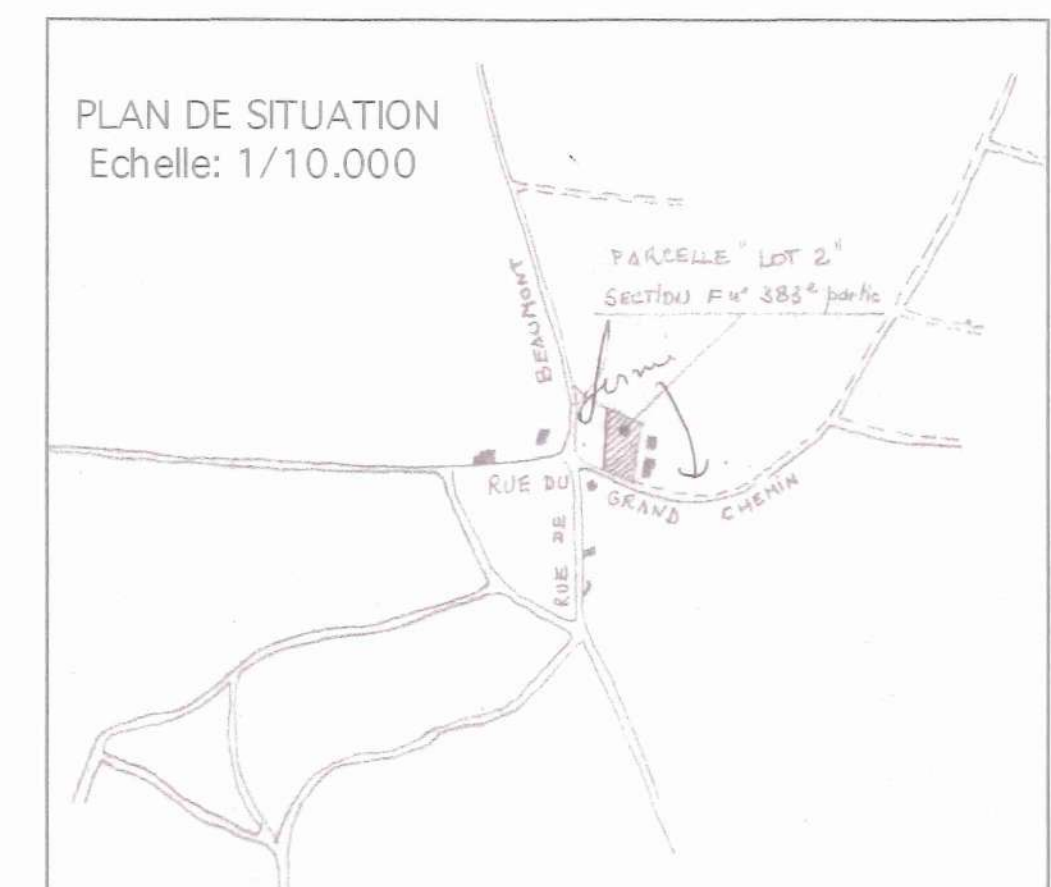 PLAN DE SITUATION
Echelle: 1/10.000
PARCELLE "LOT 2"
SECTION F n° 383e partie
BEAUMONT
ferme
RUE DU
GRAND CHEMIN
RUE DE